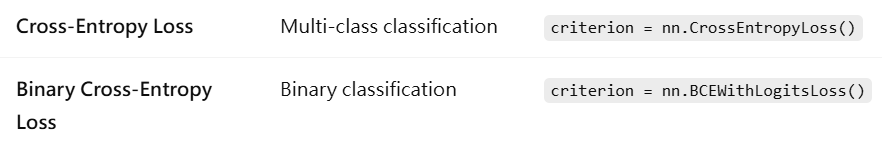 Cross-Entropy Loss Multi-class classification criterion = nn.CrossEntropyLoss()
Binary Cross-Entropy Binary classification criterion = nn.BCEWithLogitsLoss()
Loss